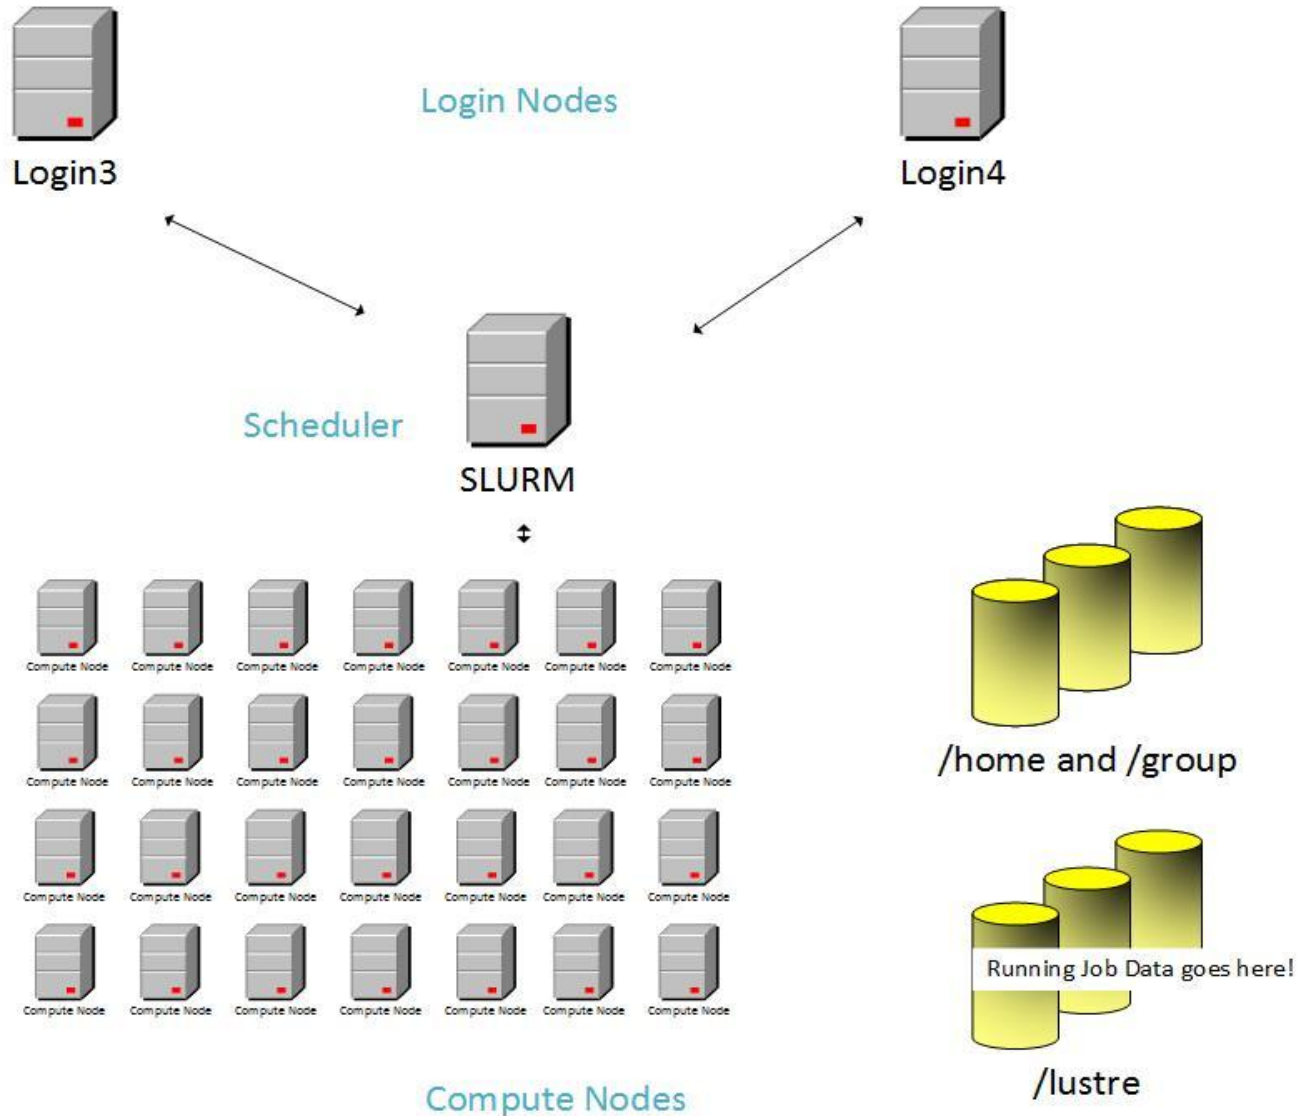 Login Nodes
Login3
Login4
Scheduler
SLURM
Compute Node Compute Node Compute Node Compute Node Compute Node Compute Node Compute Node
Compute Node Compute Node Compute Node Compute Node Compute Node Compute Node Compute Node
Compute Node Compute Node Compute Node Compute Node Compute Node Compute Node Compute Node
Compute Node Compute Node Compute Node Compute Node Compute Node Compute Node Compute Node
Compute Nodes
/home and /group
Running Job Data goes here!
/lustre